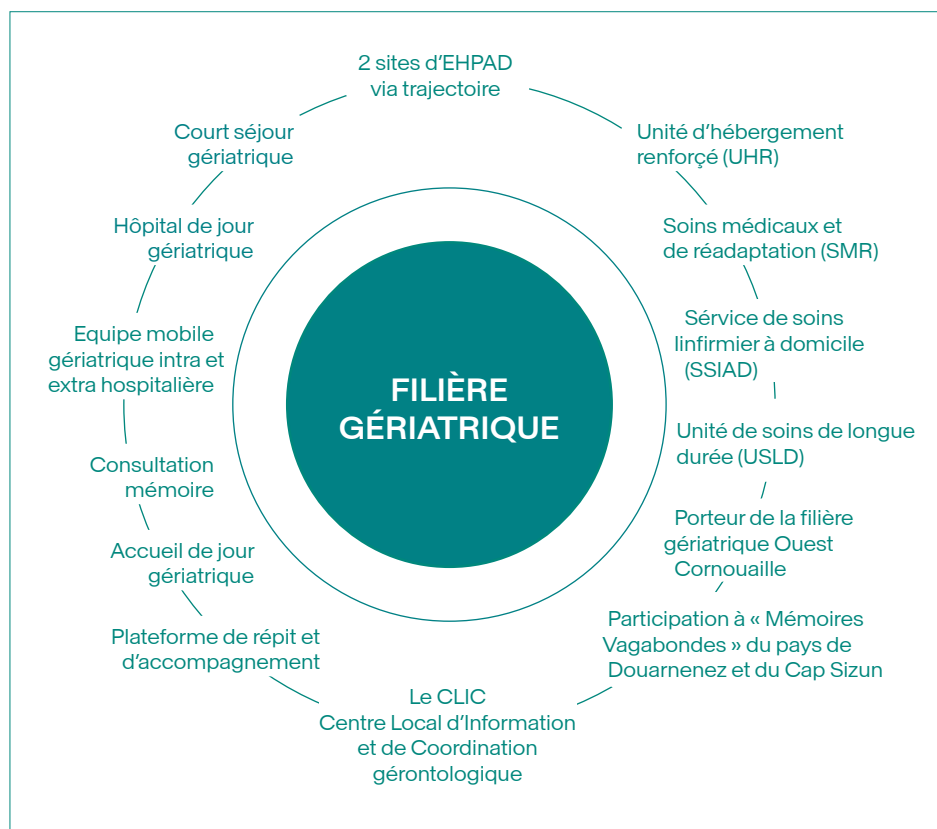 2 sites d'EHPAD
via trajectoire
Unité d'hébergement
renforçé (UHR)
Soins médicaux et
de réadaptation (SMR)
Sérvice de soins
linfirmier à domicile
(SSIAD)
Unité de soins de longue
durée (USLD)
Porteur de la filière
gériatrique Ouest
Cornouaille
Participation à « Mémoires
Vagabondes » du pays de
Douarnenez et du Cap Sizun
Le CLIC
Centre Local d'Information
et de Coordination
gérontologique
Plateforme de répit et
d'accompagnement
Accueil de jour
gériatrique
Consultation
mémoire
Equipe mobile
gériatrique intra et
extra hospitalière
Hôpital de jour
gériatrique
Court séjour
gériatrique
FILIÈRE
GÉRIATRIQUE